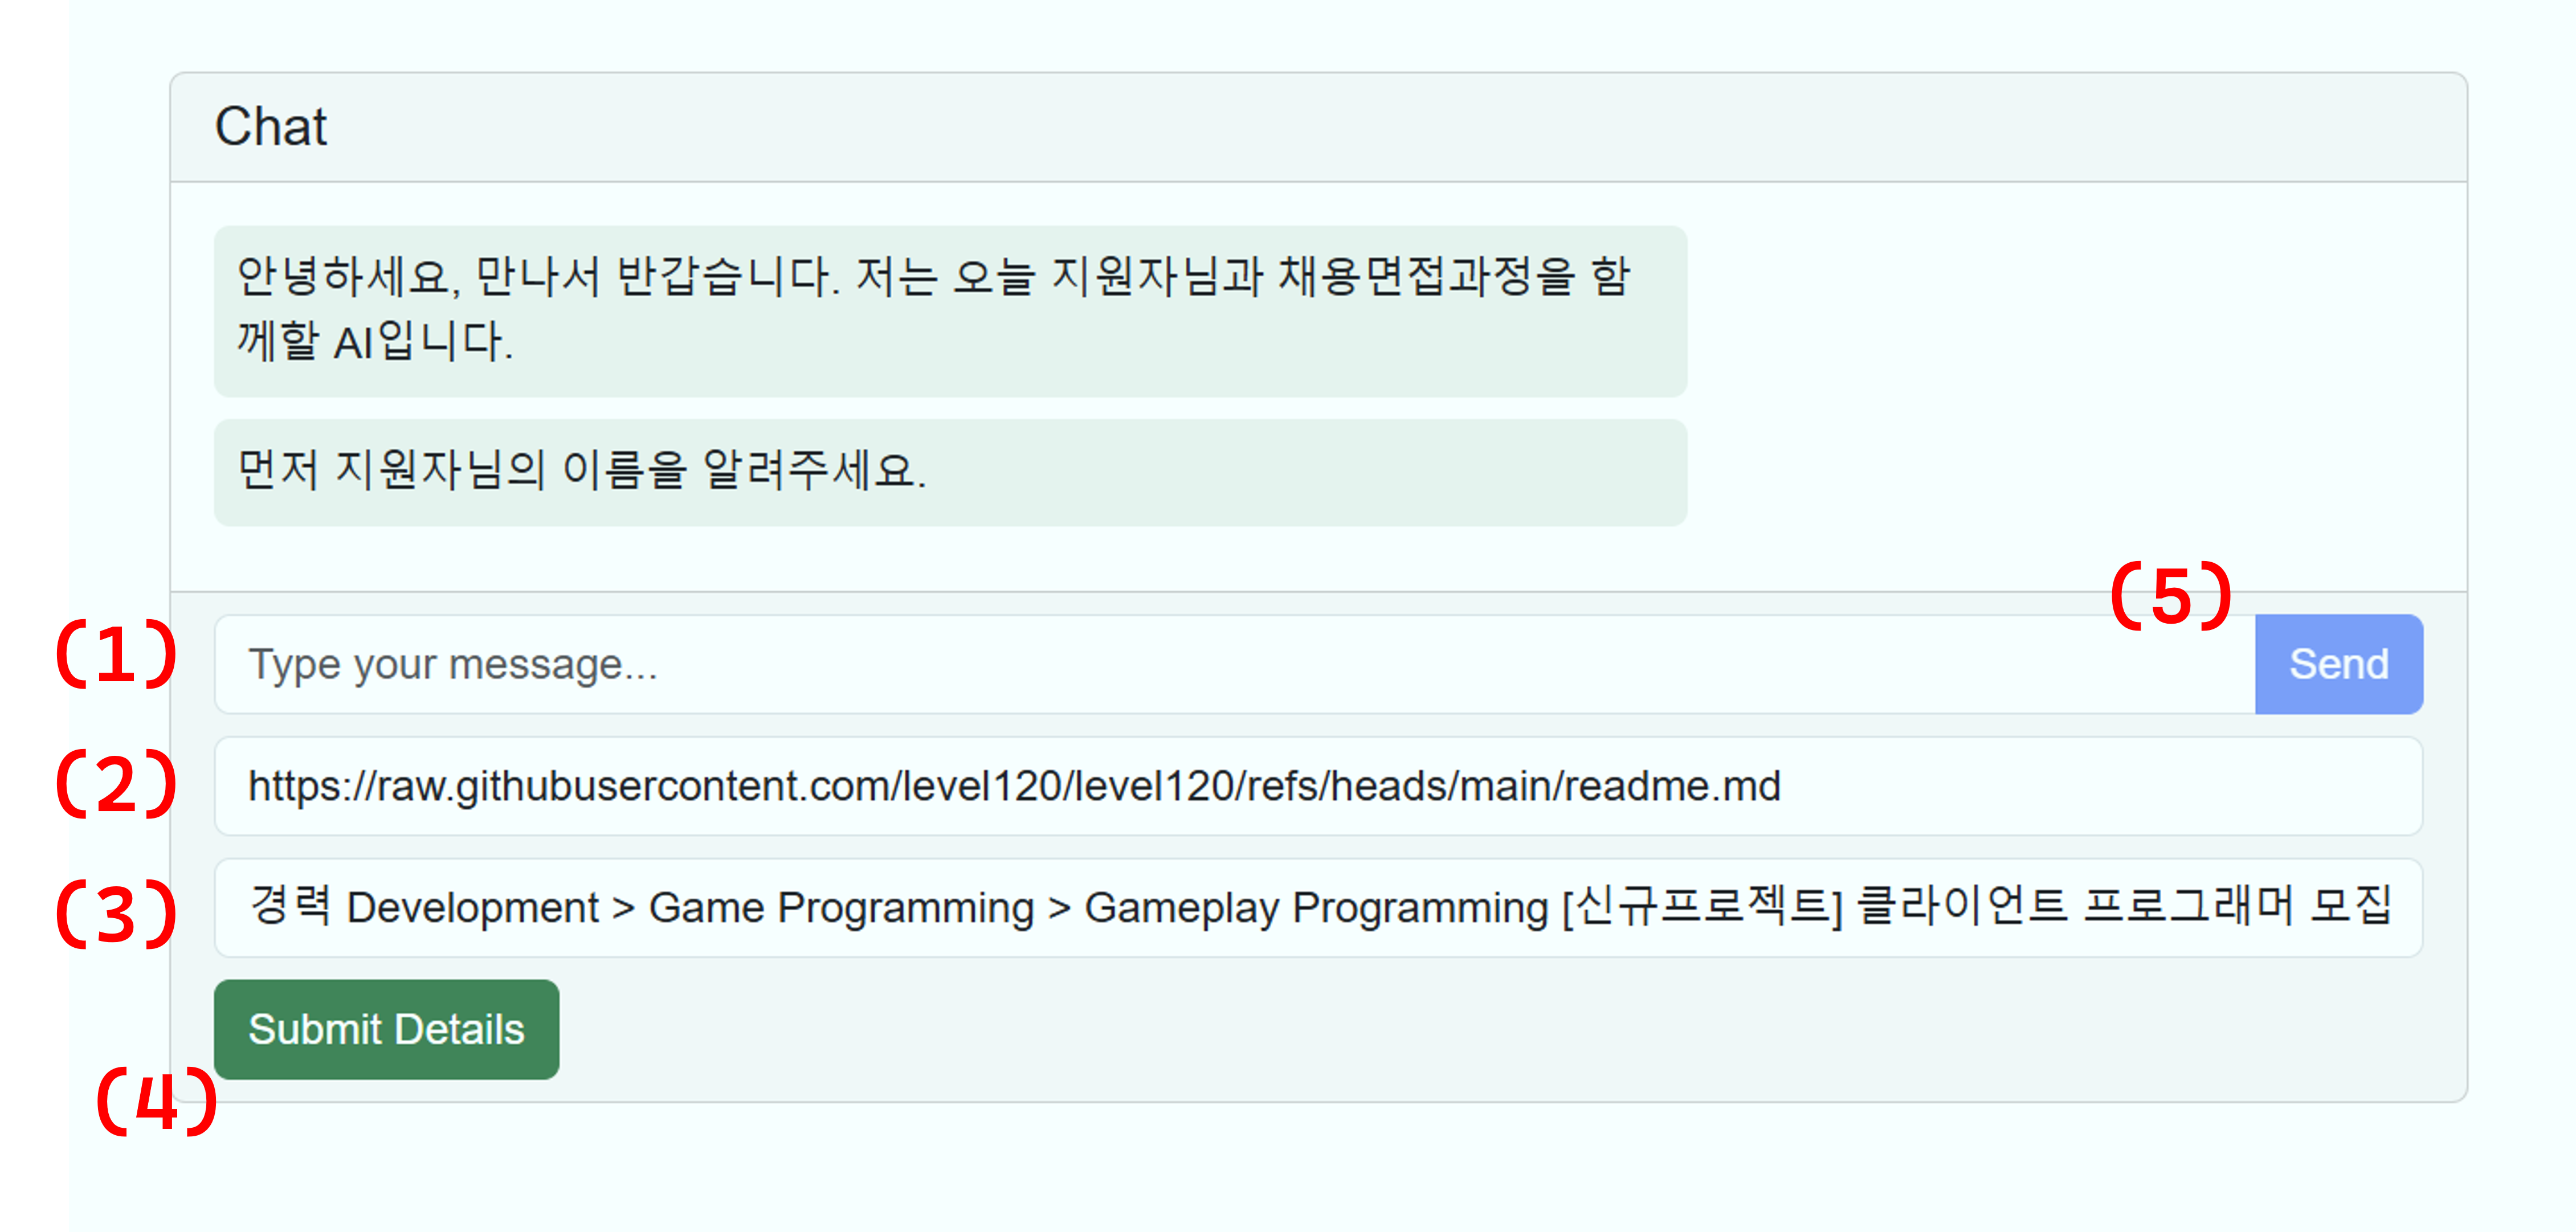 Chat
안녕하세요, 만나서 반갑습니다. 저는 오늘 지원자님과 채용면접과정을 함
께할 AI입니다.
먼저 지원자님의 이름을 알려주세요.
(5)
(1) Type your message... Send
(2) https://raw.githubusercontent.com/level120/level120/refs/heads/main/readme.md
(3) 경력 Development > Game Programming > Gameplay Programming [신규프로젝트] 클라이언트 프로그래머 모집
Submit Details
(4)